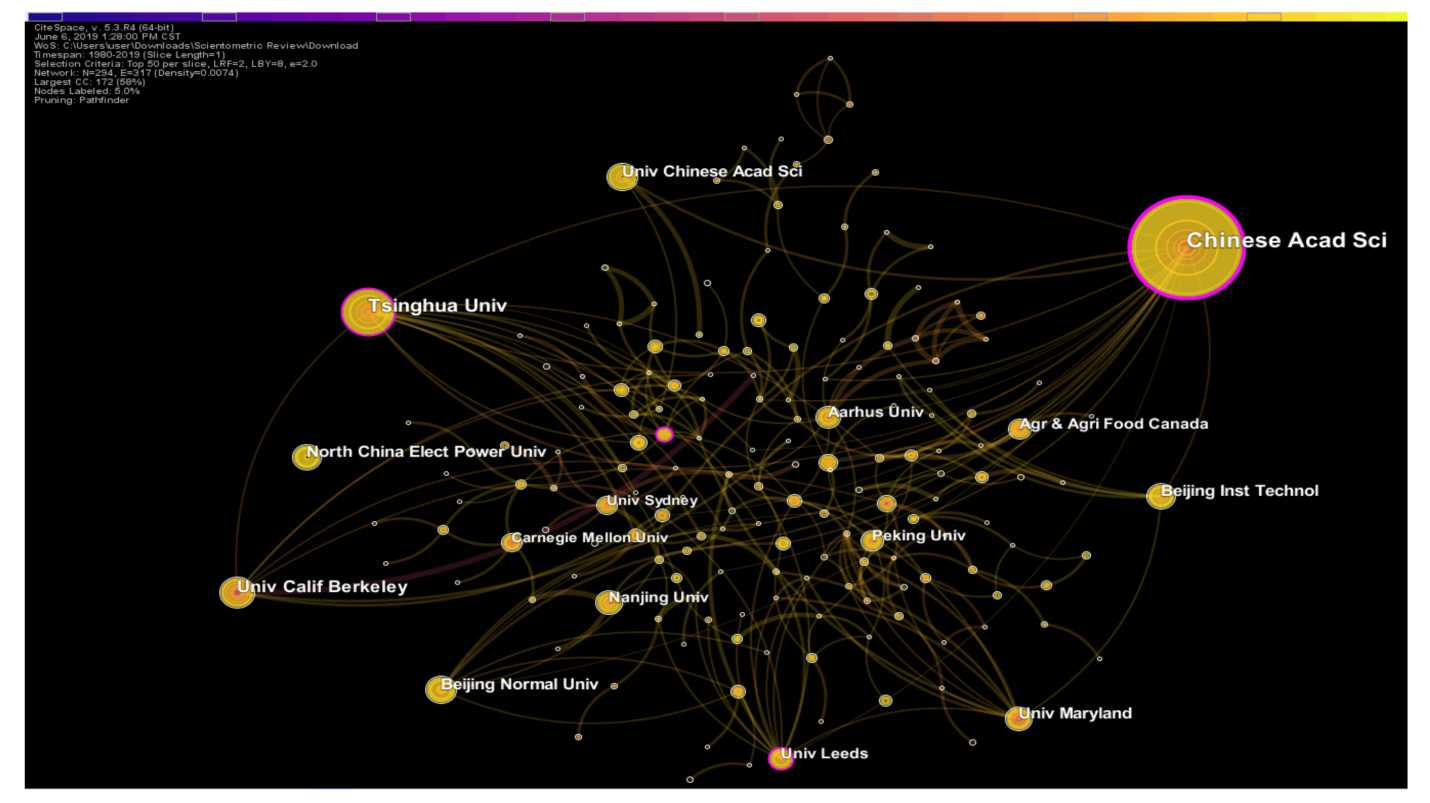 CiteSpace, v. 5.3.R4 (64-bit)
June 6, 2019 1:28:00 PM CST
WoS: C:\Users\user\Downloads\Scientometric Review\Download
Timespan: 1980-2019 (Slice Length=1)
Selection Criteria: Top 50 per slice, LRF=2, LBY=8, e=2.0
Network: N=294, E=317 (Density=0.0074)
Largest CC: 172 (58%)
Nodes Labeled: 5.0%
Pruning: Pathfinder
Univ Chinese Acad Sci
Chinese Acad Sci
Tsinghua Univ
Aarhus Univ
Agr & Agri Food Canada
North China Elect Power Univ
Beijing Inst Technol
Univ Sydney
Carnegie Mellon Univ
Peking Univ
Univ Calif Berkeley
Nanjing Univ
Beijing Normal Univ
Univ Maryland
Univ Leeds